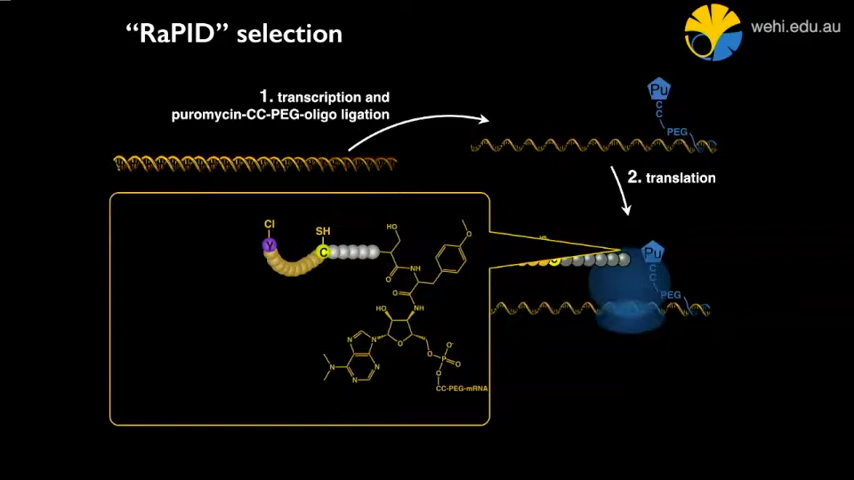 “RaPID” selection
wehi.edu.au
1. transcription and
puromycin-CC-PEG-oligo ligation
Pu
C
C
PEG
2. translation
Cl
Y
SH
C
HO
O
O
NH
O
NH
HO
O
N
N
N
N
N
O
O
P
O-
O
O
CC-PEG-mRNA
Pu
C
C
PEG